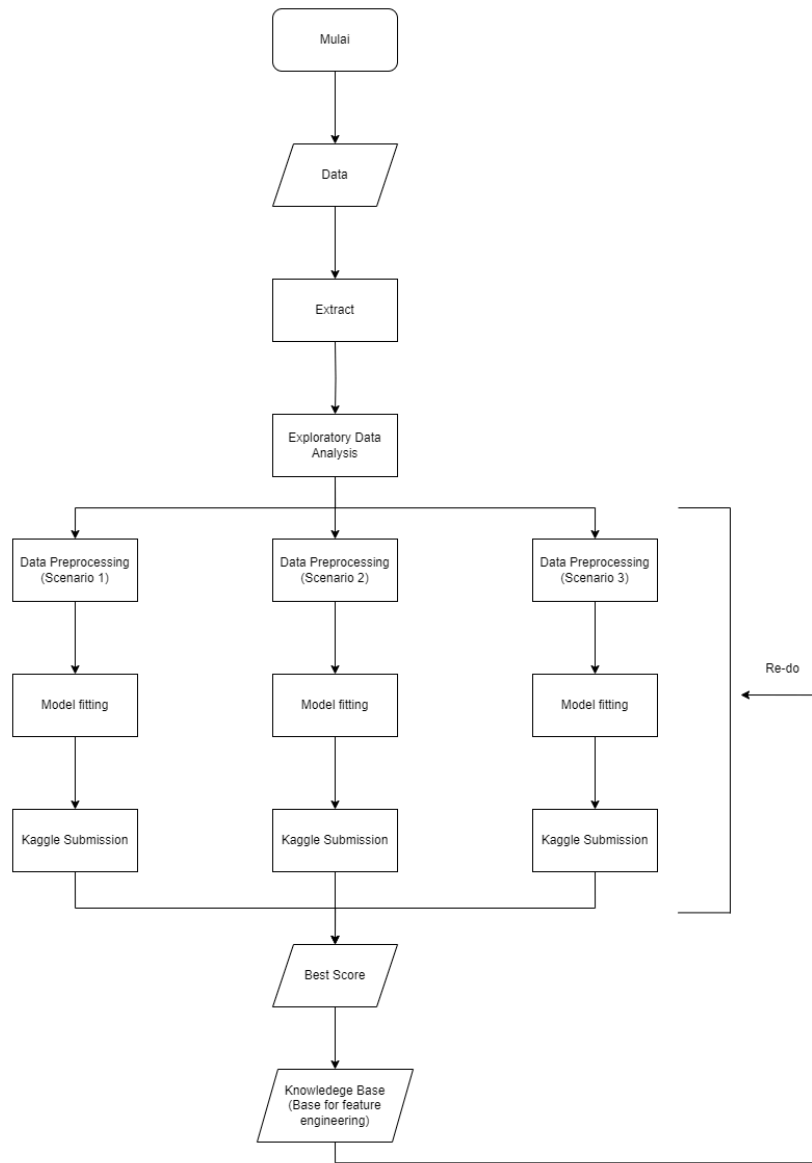 Mulai
Data
Extract
Exploratory Data
Analysis
Data Preprocessing
(Scenario 1)
Data Preprocessing
(Scenario 2)
Data Preprocessing
(Scenario 3)
Re-do
Model fitting
Model fitting
Model fitting
Kaggle Submission
Kaggle Submission
Kaggle Submission
Best Score
Knowledege Base
(Base for feature
engineering)